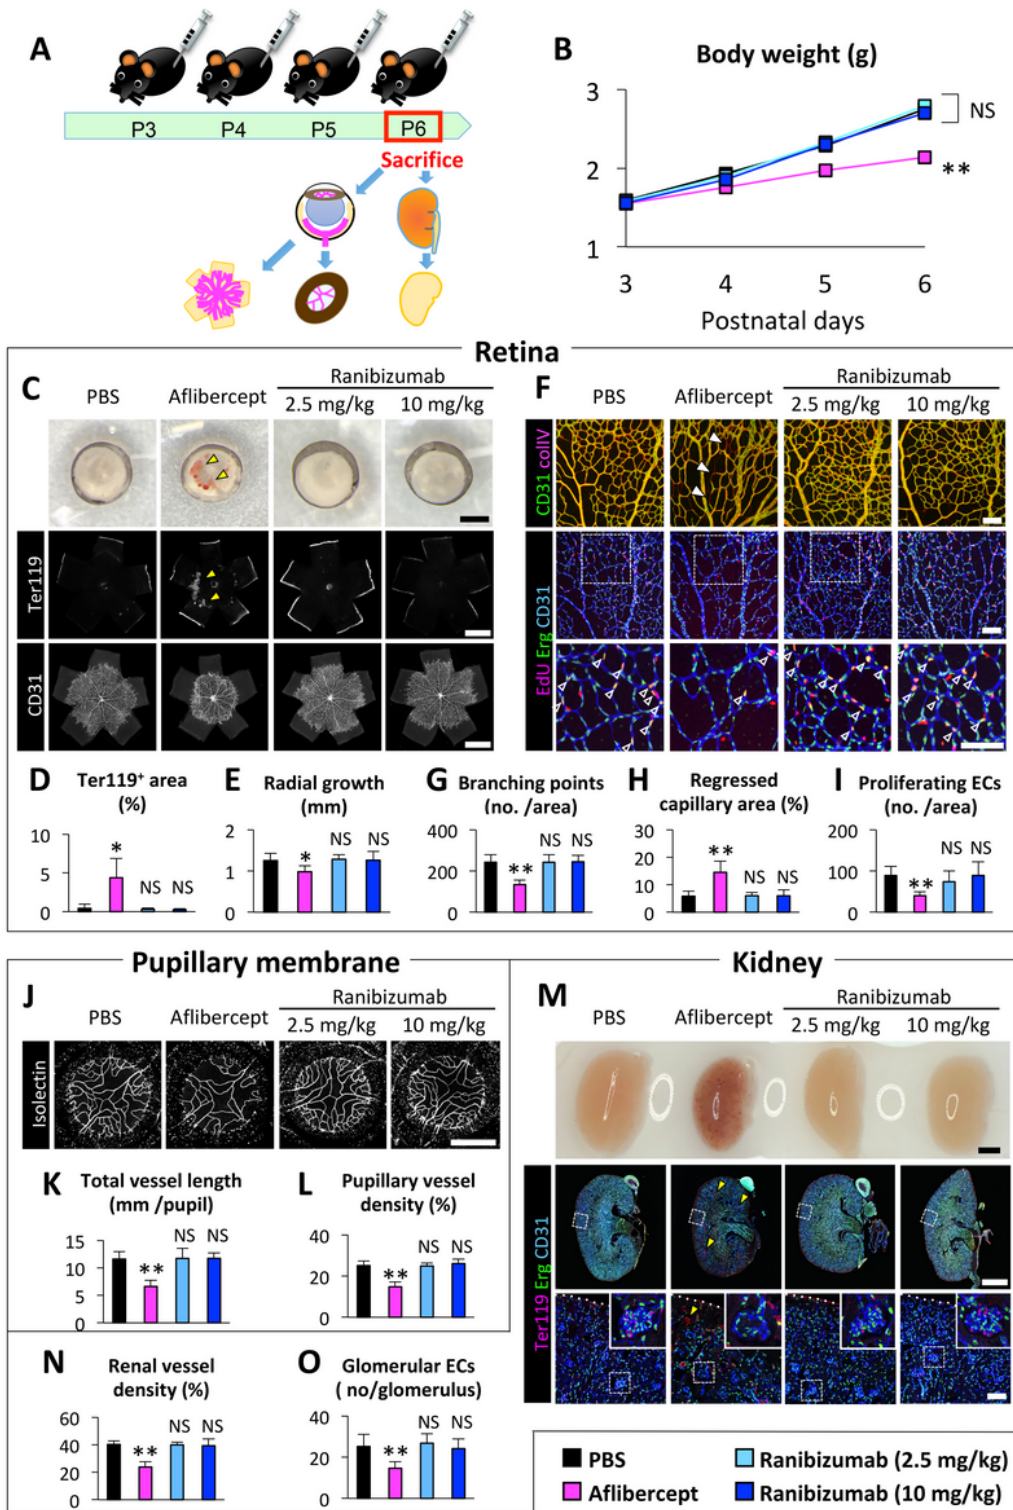 A
P3 P4 P5 P6
Sacrifice
B Body weight (g)
3
2
1
NS
**
3 4 5 6
Postnatal days
Retina
C
PBS Aflibercept Ranibizumab
2.5 mg/kg 10 mg/kg
Ter119
CD31
F
PBS Aflibercept Ranibizumab
2.5 mg/kg 10 mg/kg
CD31 colIV
EdU Erg CD31
D Ter119+ area
(%)
10
5
0
* NS NS
E Radial growth
(mm)
2
1
0
* NS NS
G Branching points
(no. /area)
400
200
0
** NS NS
H Regressed
capillary area (%)
30
20
10
0
** NS NS
I Proliferating ECs
(no. /area)
200
100
0
** NS NS
Pupillary membrane
J
PBS Aflibercept Ranibizumab
2.5 mg/kg 10 mg/kg
Isolectin
K Total vessel length
(mm /pupil)
15
10
5
0
** NS NS
L Pupillary vessel
density (%)
40
20
0
** NS NS
Kidney
M
PBS Aflibercept Ranibizumab
2.5 mg/kg 10 mg/kg
Ter119 Erg CD31
N Renal vessel
density (%)
60
40
20
0
** NS NS
O Glomerular ECs
( no/glomerulus)
40
20
0
** NS NS
PBS Ranibizumab (2.5 mg/kg)
Aflibercept Ranibizumab (10 mg/kg)